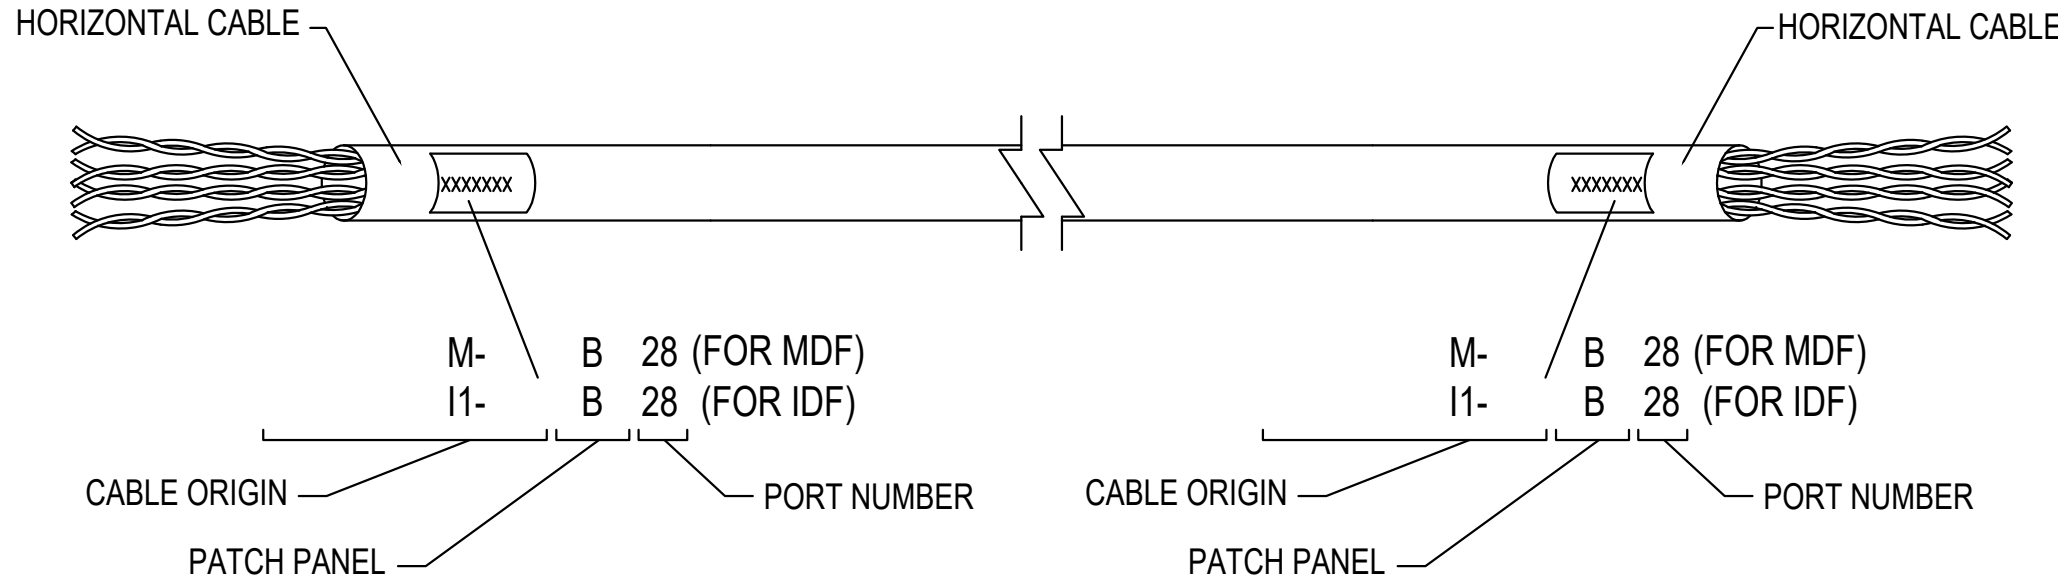 HORIZONTAL CABLE
HORIZONTAL CABLE
XXXXXXX
XXXXXXX
M- B 28 (FOR MDF)
I1- B 28 (FOR IDF)
CABLE ORIGIN
PORT NUMBER
PATCH PANEL
M- B 28 (FOR MDF)
I1- B 28 (FOR IDF)
CABLE ORIGIN
PORT NUMBER
PATCH PANEL